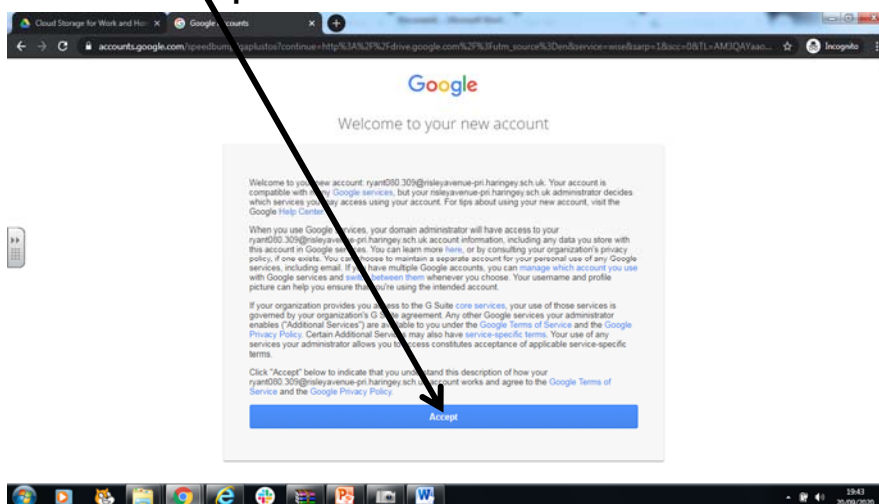 Cloud Storage for Work and Ho
Google Accounts
accounts.google.com/speedbump/gaplustos?continue=http%3A%2F%2Fdrive.google.com%2F%3Futm_source%3Den&service=wise&sarp=1&scc=0&TL=AM3QAYaao...
Incognito
Google
Welcome to your new account
Welcome to your new account: ryant080.309@risleyavenue-pri.haringey.sch.uk. Your account is
compatible with many Google services, but your risleyavenue-pri.haringey.sch.uk administrator decides
which services you may access using your account. For tips about using your new account, visit the
Google Help Center.
When you use Google services, your domain administrator will have access to your
ryant080.309@risleyavenue-pri.haringey.sch.uk account information, including any data you store with
this account in Google services. You can learn more here, or by consulting your organization's privacy
policy, if one exists. You can choose to maintain a separate account for your personal use of any Google
services, including email. If you have multiple Google accounts, you can manage which account you use
with Google services and switch between them whenever you choose. Your username and profile
picture can help you ensure that you're using the intended account.
If your organization provides you access to the G Suite core services, your use of those services is
governed by your organization's G Suite agreement. Any other Google services your administrator
enables ("Additional Services") are available to you under the Google Terms of Service and the Google
Privacy Policy. Certain Additional Services may also have service-specific terms. Your use of any
services your administrator allows you to access constitutes acceptance of applicable service-specific
terms.
Click "Accept" below to indicate that you understand this description of how your
ryant080.309@risleyavenue-pri.haringey.sch.uk account works and agree to the Google Terms of
Service and the Google Privacy Policy.
Accept
19:43
20/09/2020